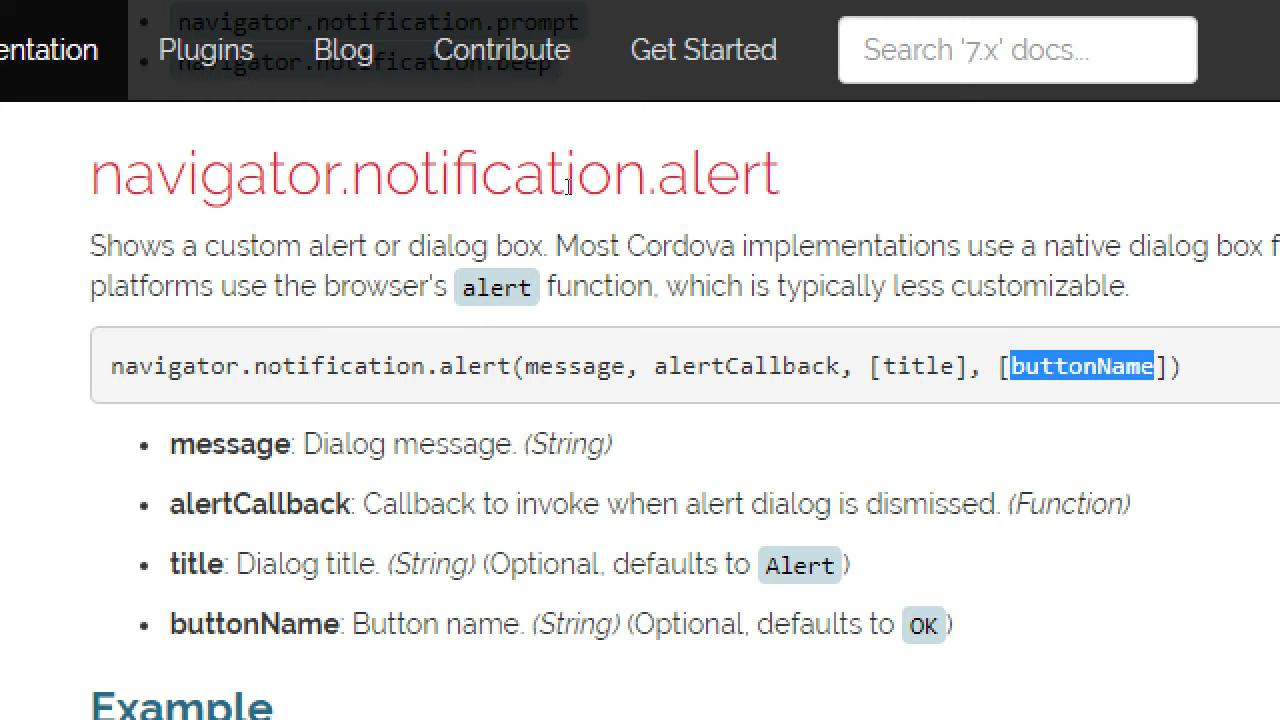 navigator.notification.prompt
entation Plugins Blog Contribute Get Started Search '7.x' docs...
navigator.notification.beep
navigator.notification.alert
Shows a custom alert or dialog box. Most Cordova implementations use a native dialog box f
platforms use the browser's alert function, which is typically less customizable.
navigator.notification.alert(message, alertCallback, [title], [buttonName])
• message: Dialog message. (String)
• alertCallback: Callback to invoke when alert dialog is dismissed. (Function)
• title: Dialog title. (String) (Optional, defaults to Alert)
• buttonName: Button name. (String) (Optional, defaults to OK)
Example